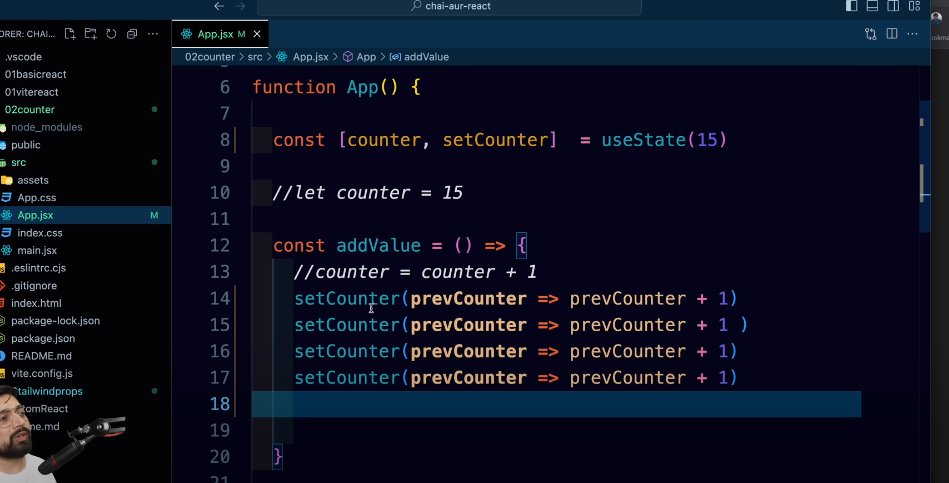 chai-aur-react
ORER: CHAI...
App.jsx M
.vscode
02counter > src > App.jsx > App > addValue
01basicreact
01vitereact
02counter
node_modules
public
src
assets
App.css
App.jsx M
index.css
main.jsx
.eslintrc.cjs
.gitignore
index.html
package-lock.json
package.json
README.md
vite.config.js
tailwindprops
tomReact
me.md
6 function App() {
7
8 const [counter, setCounter] = useState(15)
9
10 //let counter = 15
11
12 const addValue = () => {
13 //counter = counter + 1
14 setCounter(prevCounter => prevCounter + 1)
15 setCounter(prevCounter => prevCounter + 1 )
16 setCounter(prevCounter => prevCounter + 1)
17 setCounter(prevCounter => prevCounter + 1)
18
19
20 }